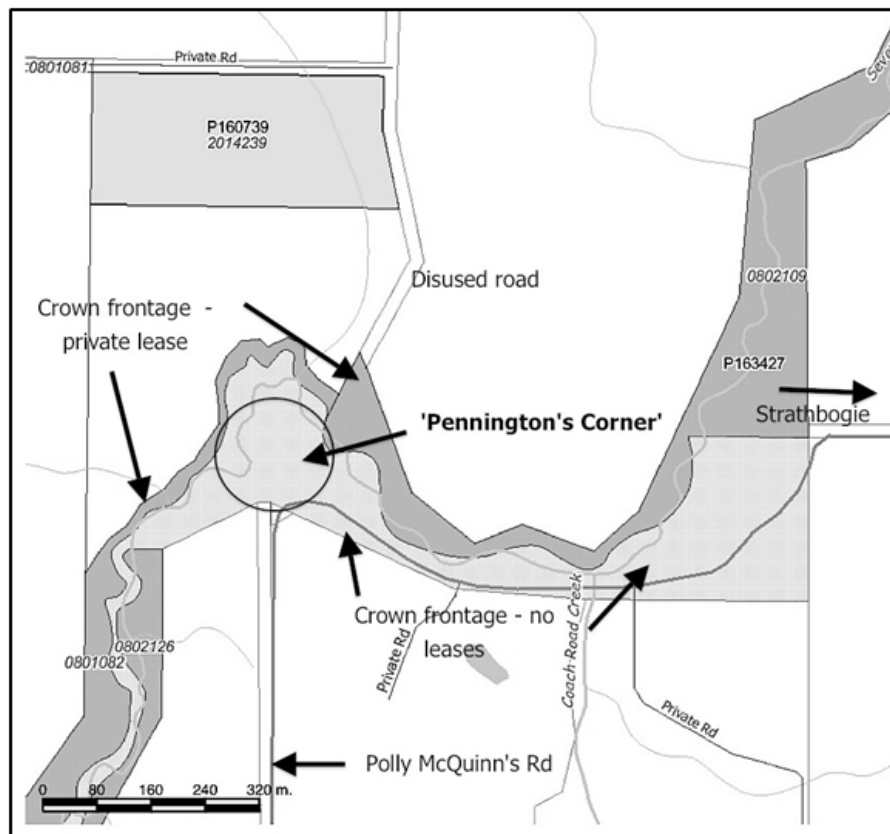 Private Rd
0801081
P160739
2014239
Disused road
Crown frontage -
private lease
0802109
P163427
Strathbogie
'Pennington's Corner'
Crown frontage - no
leases
Coach Road Creek
0802126
0801082
Private Rd
Private Rd
Polly McQuinn's Rd
0 80 160 240 320 m.